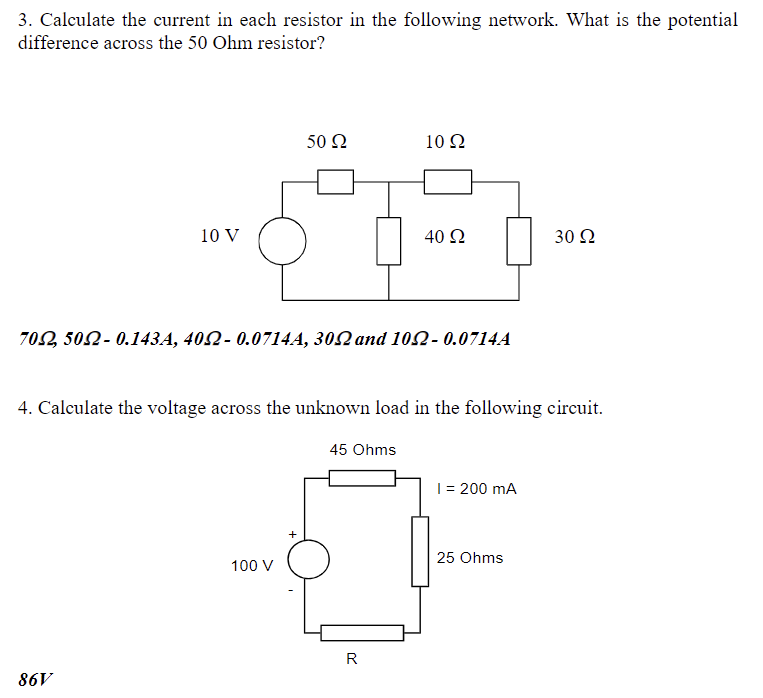 3. Calculate the current in each resistor in the following network. What is the potential
difference across the 50 Ohm resistor?
50 Ω
10 Ω
10 V
40 Ω
30 Ω
70Ω, 50Ω - 0.143A, 40Ω - 0.0714A, 30Ω and 10Ω - 0.0714A
4. Calculate the voltage across the unknown load in the following circuit.
45 Ohms
I = 200 mA
+
100 V
25 Ohms
-
R
86V